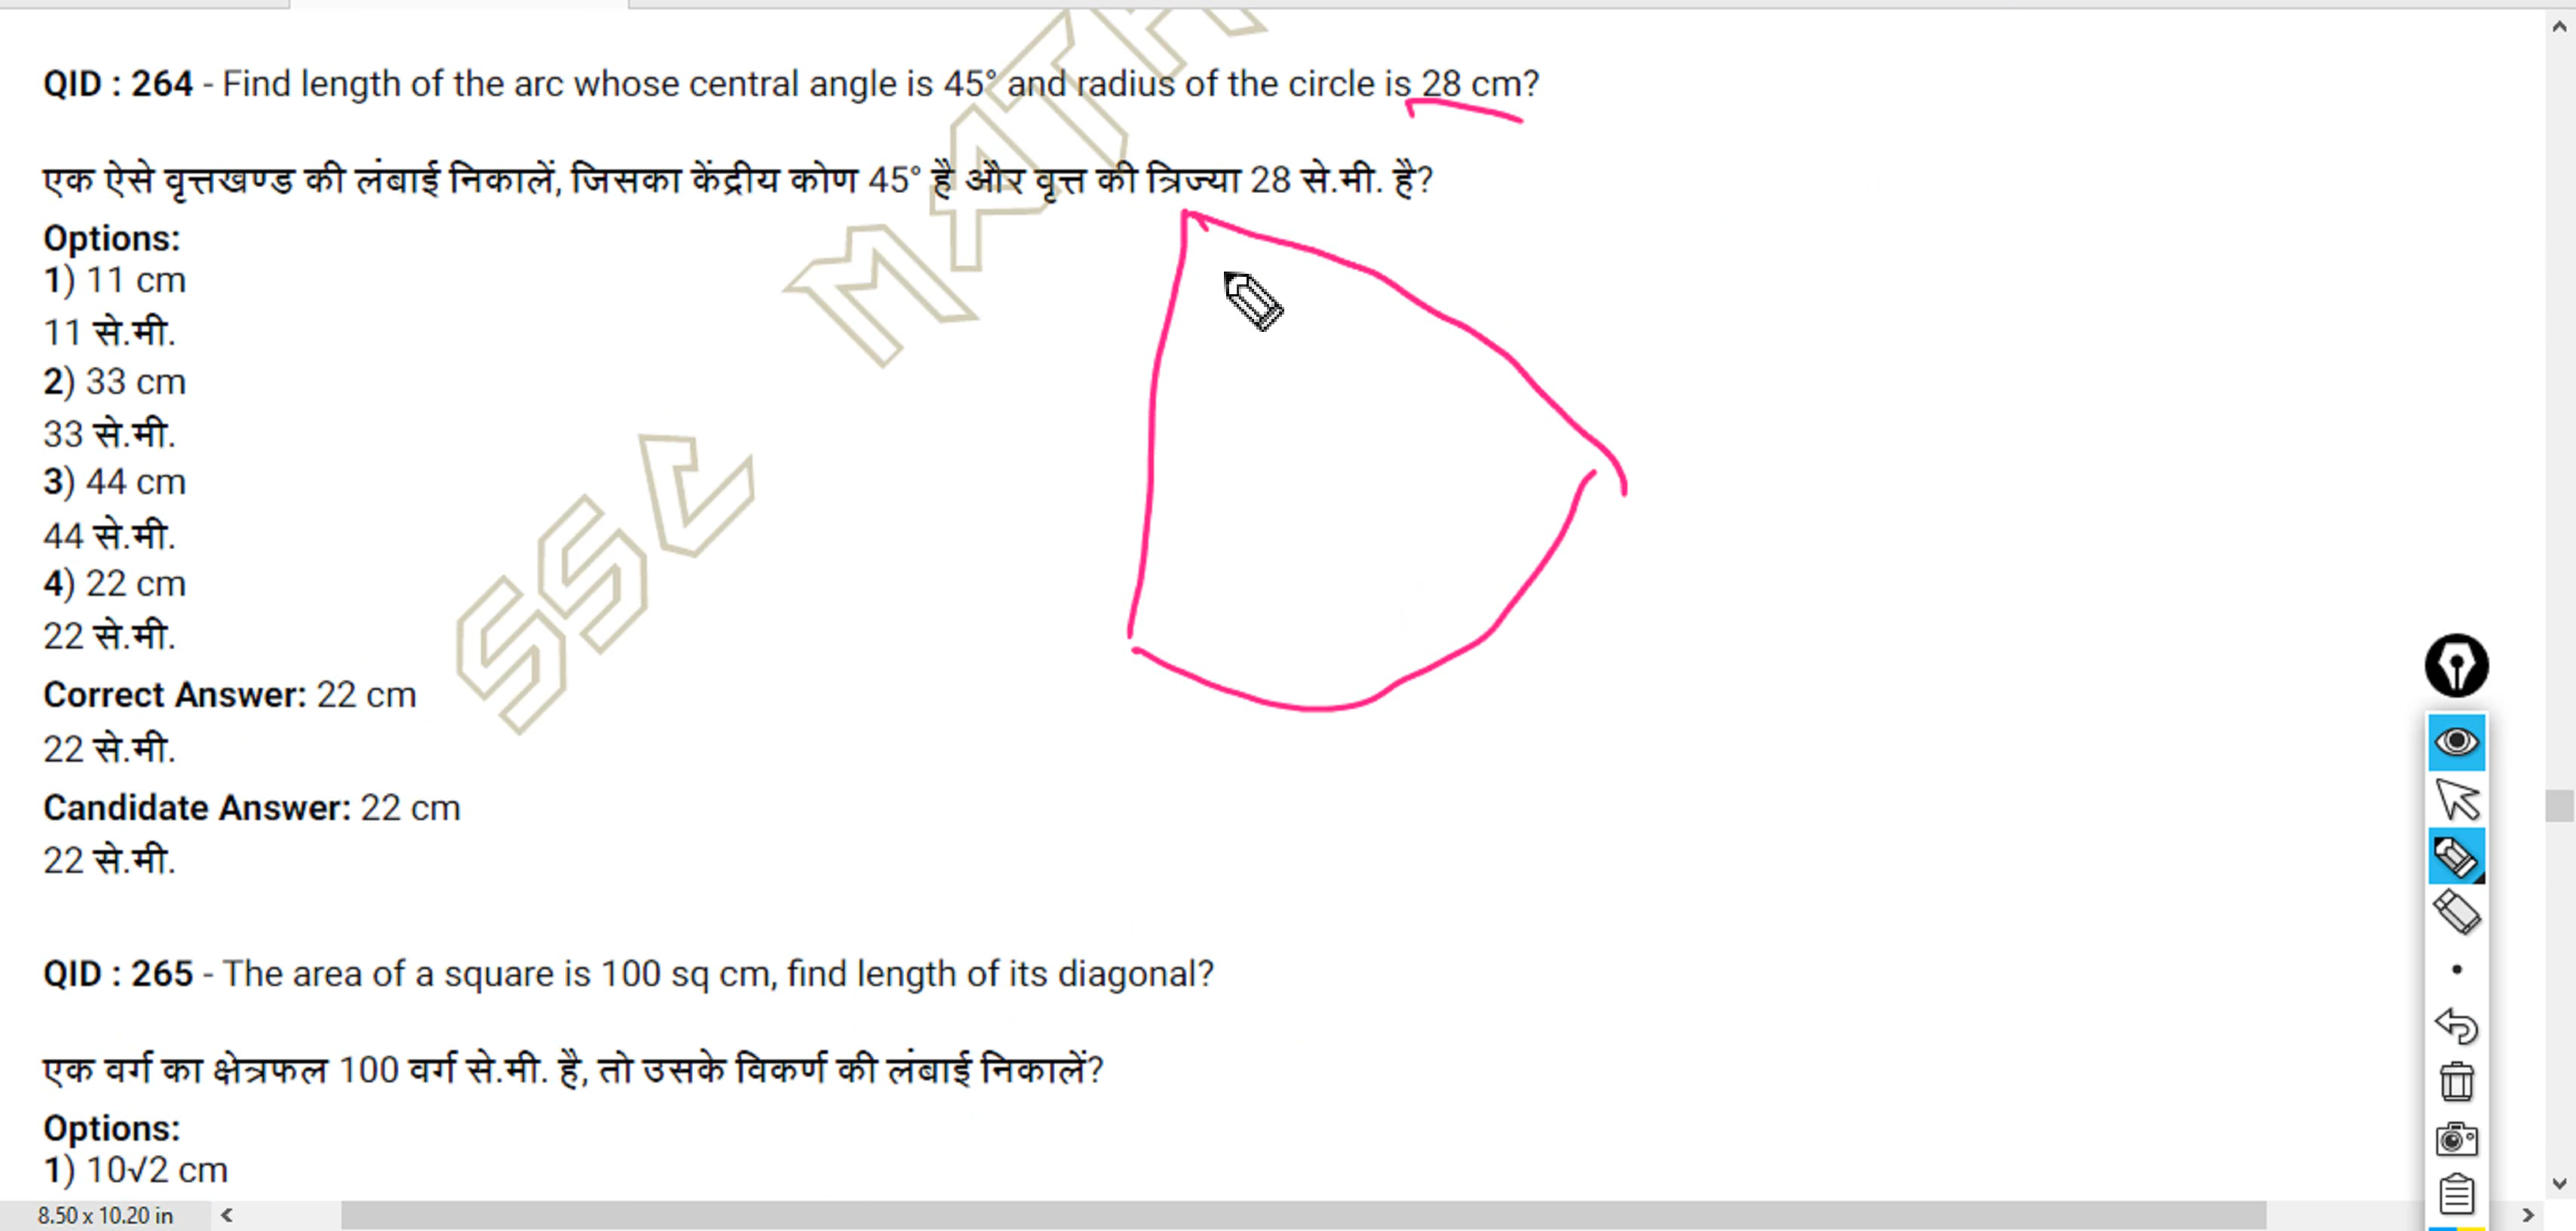 QID : 264 - Find length of the arc whose central angle is 45° and radius of the circle is 28 cm?
एक ऐसे वृत्तखण्ड की लंबाई निकालें, जिसका केंद्रीय कोण 45° है और वृत्त की त्रिज्या 28 से.मी. है?
Options:
1) 11 cm
11 से.मी.
2) 33 cm
33 से.मी.
3) 44 cm
44 से.मी.
4) 22 cm
22 से.मी.
Correct Answer: 22 cm
22 से.मी.
Candidate Answer: 22 cm
22 से.मी.
SSC MATH
QID : 265 - The area of a square is 100 sq cm, find length of its diagonal?
एक वर्ग का क्षेत्रफल 100 वर्ग से.मी. है, तो उसके विकर्ण की लंबाई निकालें?
Options:
1) 10√2 cm
8.50 x 10.20 in